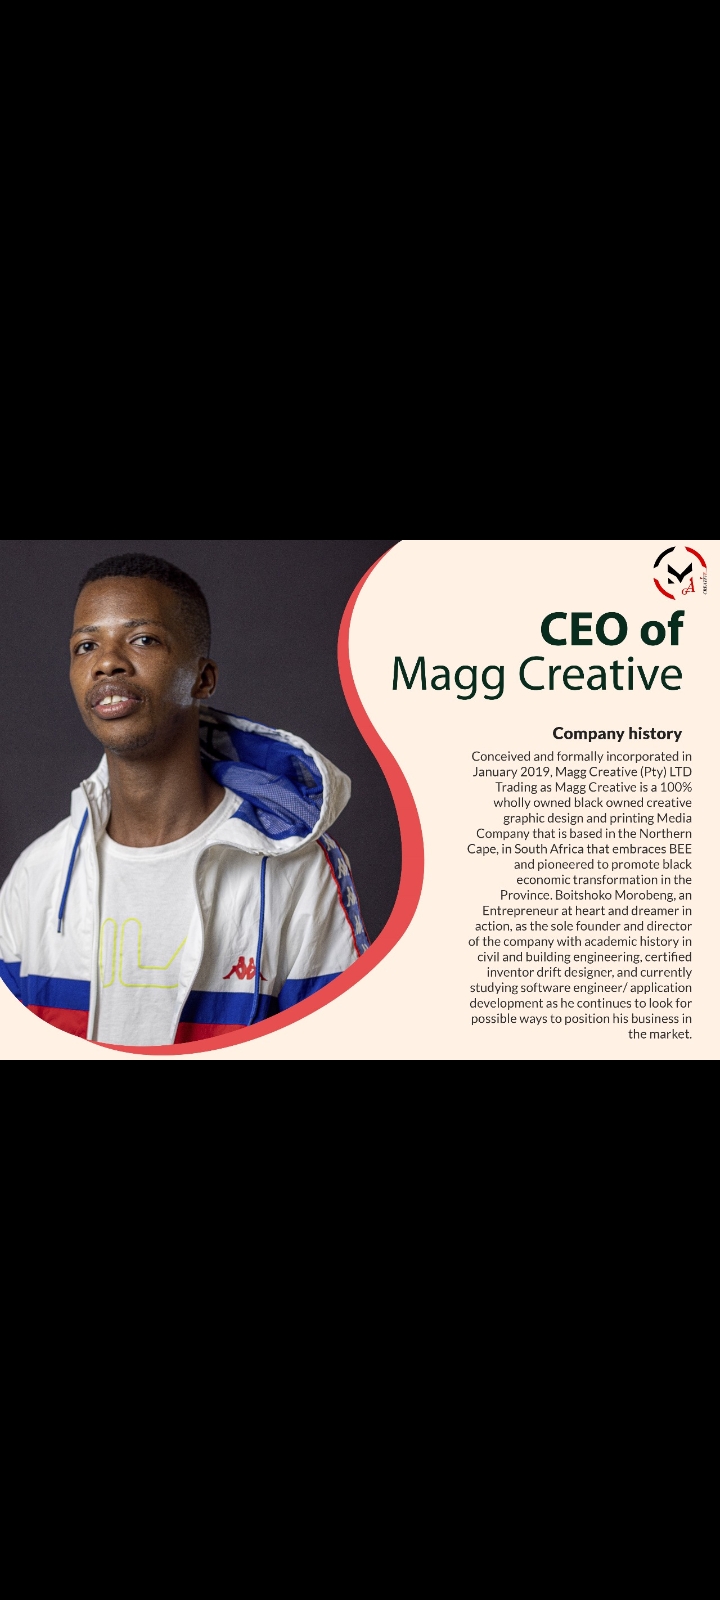 MA
CREATIVE
CEO of
Magg Creative
Company history
Conceived and formally incorporated in
January 2019, Magg Creative (Pty) LTD
Trading as Magg Creative is a 100%
wholly owned black owned creative
graphic design and printing Media
Company that is based in the Northern
Cape, in South Africa that embraces BEE
and pioneered to promote black
economic transformation in the
Province. Boitshoko Morobeng, an
Entrepreneur at heart and dreamer in
action, as the sole founder and director
of the company with academic history in
civil and building engineering, certified
inventor drift designer, and currently
studying software engineer/ application
development as he continues to look for
possible ways to position his business in
the market.